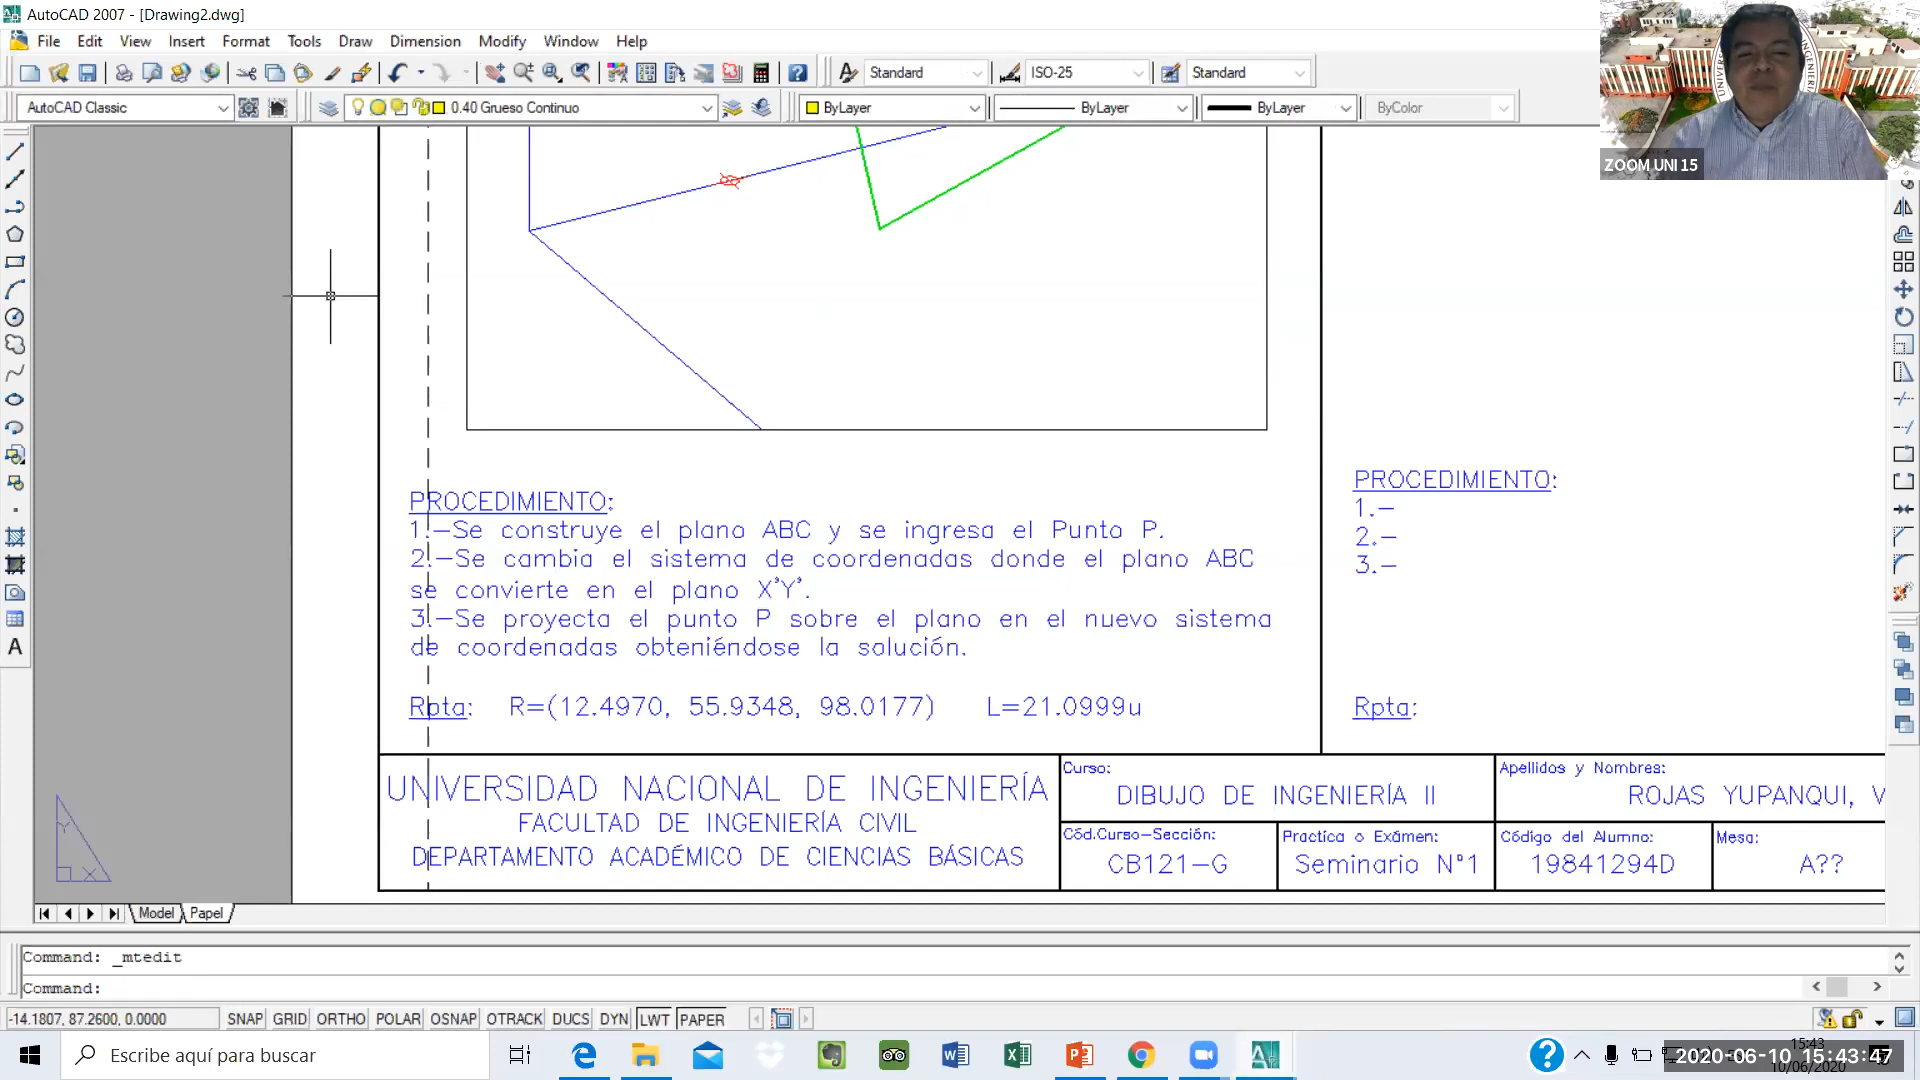 AutoCAD 2007 - [Drawing2.dwg]
File Edit View Insert Format Tools Draw Dimension Modify Window Help
Standard ISO-25 Standard
AutoCAD Classic 0.40 Grueso Continuo ByLayer ByLayer ByLayer ByColor
ZOOM UNI 15
PROCEDIMIENTO:
1.-Se construye el plano ABC y se ingresa el Punto P.
2.-Se cambia el sistema de coordenadas donde el plano ABC
se convierte en el plano X'Y'.
3.-Se proyecta el punto P sobre el plano en el nuevo sistema
de coordenadas obteniéndose la solución.
Rpta: R=(12.4970, 55.9348, 98.0177) L=21.0999u
PROCEDIMIENTO:
1.-
2.-
3.-
Rpta:
UNIVERSIDAD NACIONAL DE INGENIERÍA
FACULTAD DE INGENIERÍA CIVIL
DEPARTAMENTO ACADÉMICO DE CIENCIAS BÁSICAS
Curso:
DIBUJO DE INGENIERÍA II
Apellidos y Nombres:
ROJAS YUPANQUI, V
Cód.Curso-Sección:
CB121-G
Practica o Exámen:
Seminario N°1
Código del Alumno:
19841294D
Mesa:
A??
Y
X
Model Papel
Command: _mtedit
Command:
-14.1807, 87.2600, 0.0000 SNAP GRID ORTHO POLAR OSNAP OTRACK DUCS DYN LWT PAPER
Escribe aquí para buscar
15:43
10/06/2020
2020-06-10 15:43:47